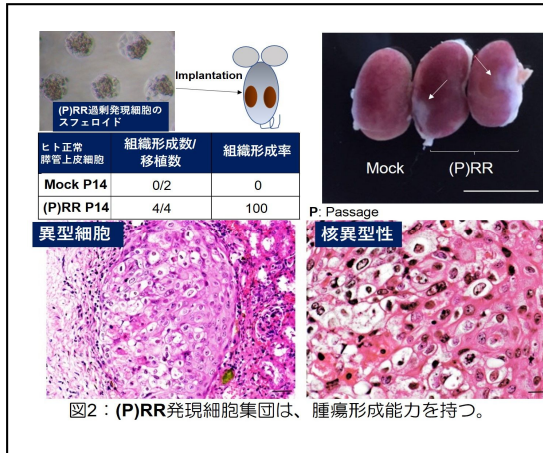 (P)RR過剰発現細胞の
スフェロイド
Implantation
ヒト正常
膵管上皮細胞
組織形成数/
移植数
組織形成率
Mock P14 0/2 0
(P)RR P14 4/4 100
Mock (P)RR
P: Passage
異型細胞
核異型性
図2：(P)RR発現細胞集団は、腫瘍形成能力を持つ。